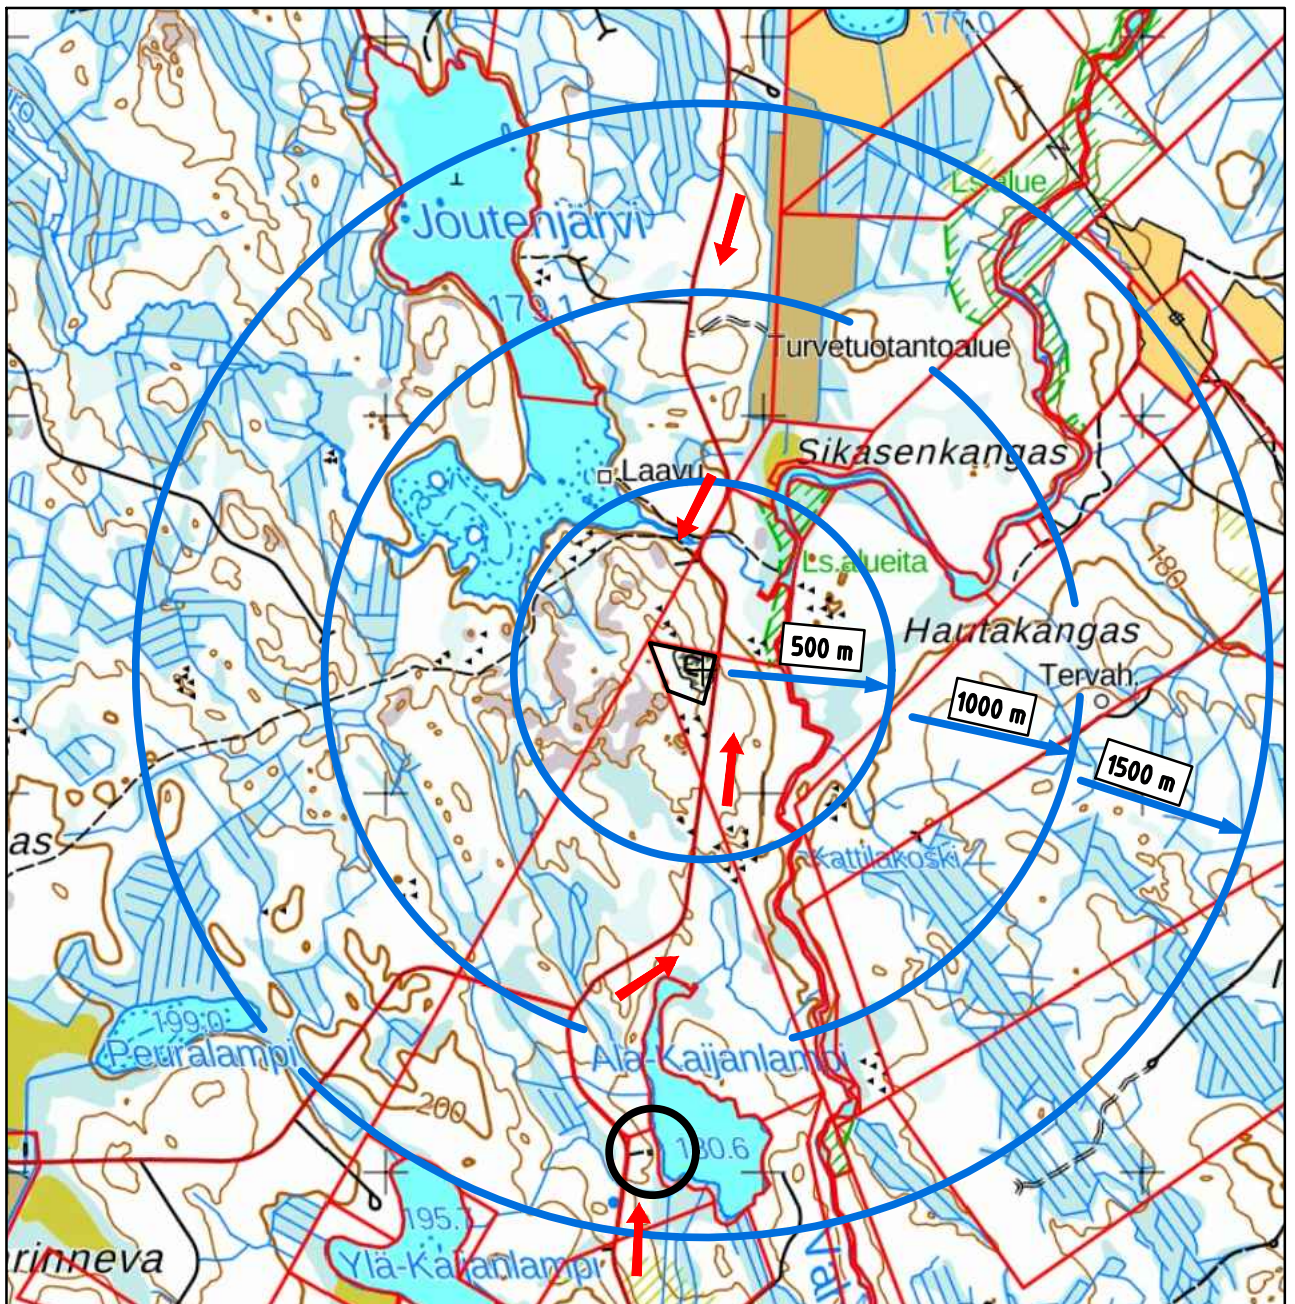 177.0
Ls.alue
Joutenjärvi
179.1
Turvetuotantoalue
Sikasenkangas
Laavu
Ls.alueita
180
Hautakangas
500 m
Tervah.
1000 m
1500 m
as
Kattilakoski
199.0
Peuralampi
Ala-Kaijanlampi
200
180.6
195.7
Ylä-Kaijanlampi
rinneva